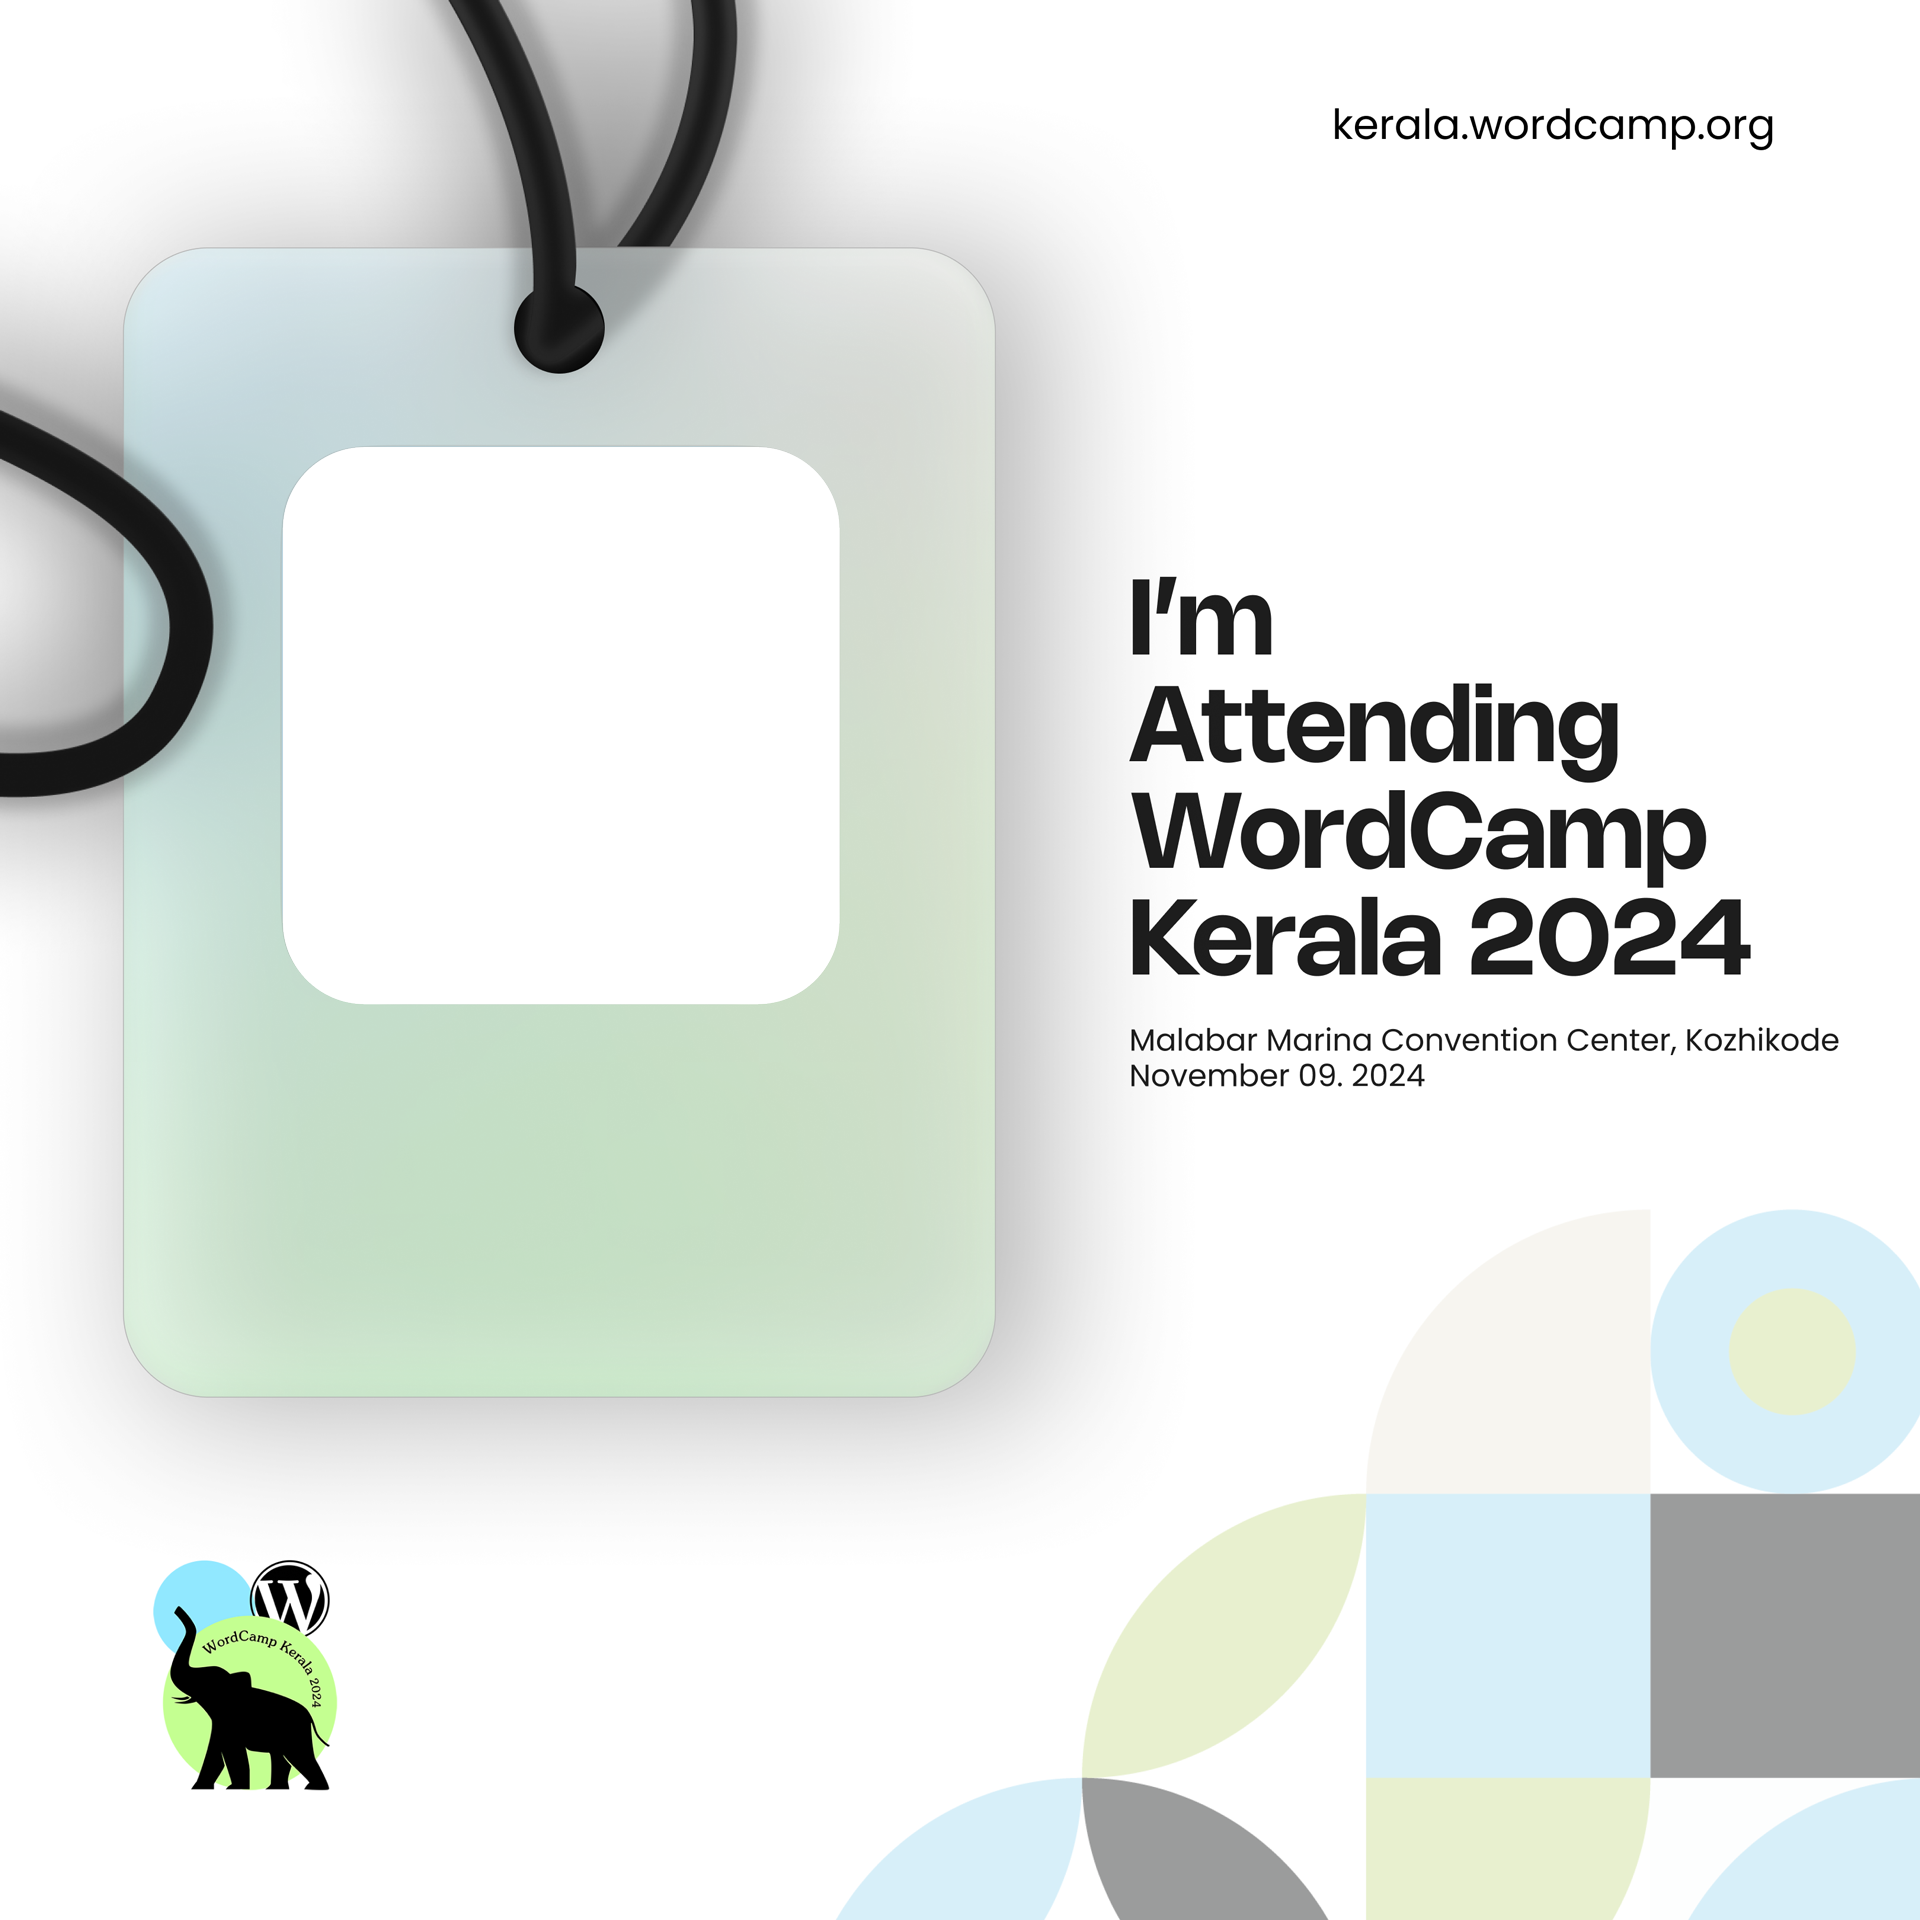 kerala.wordcamp.org
I'm
Attending
WordCamp
Kerala 2024
Malabar Marina Convention Center, Kozhikode
November 09. 2024
W
WordCamp Kerala 2024